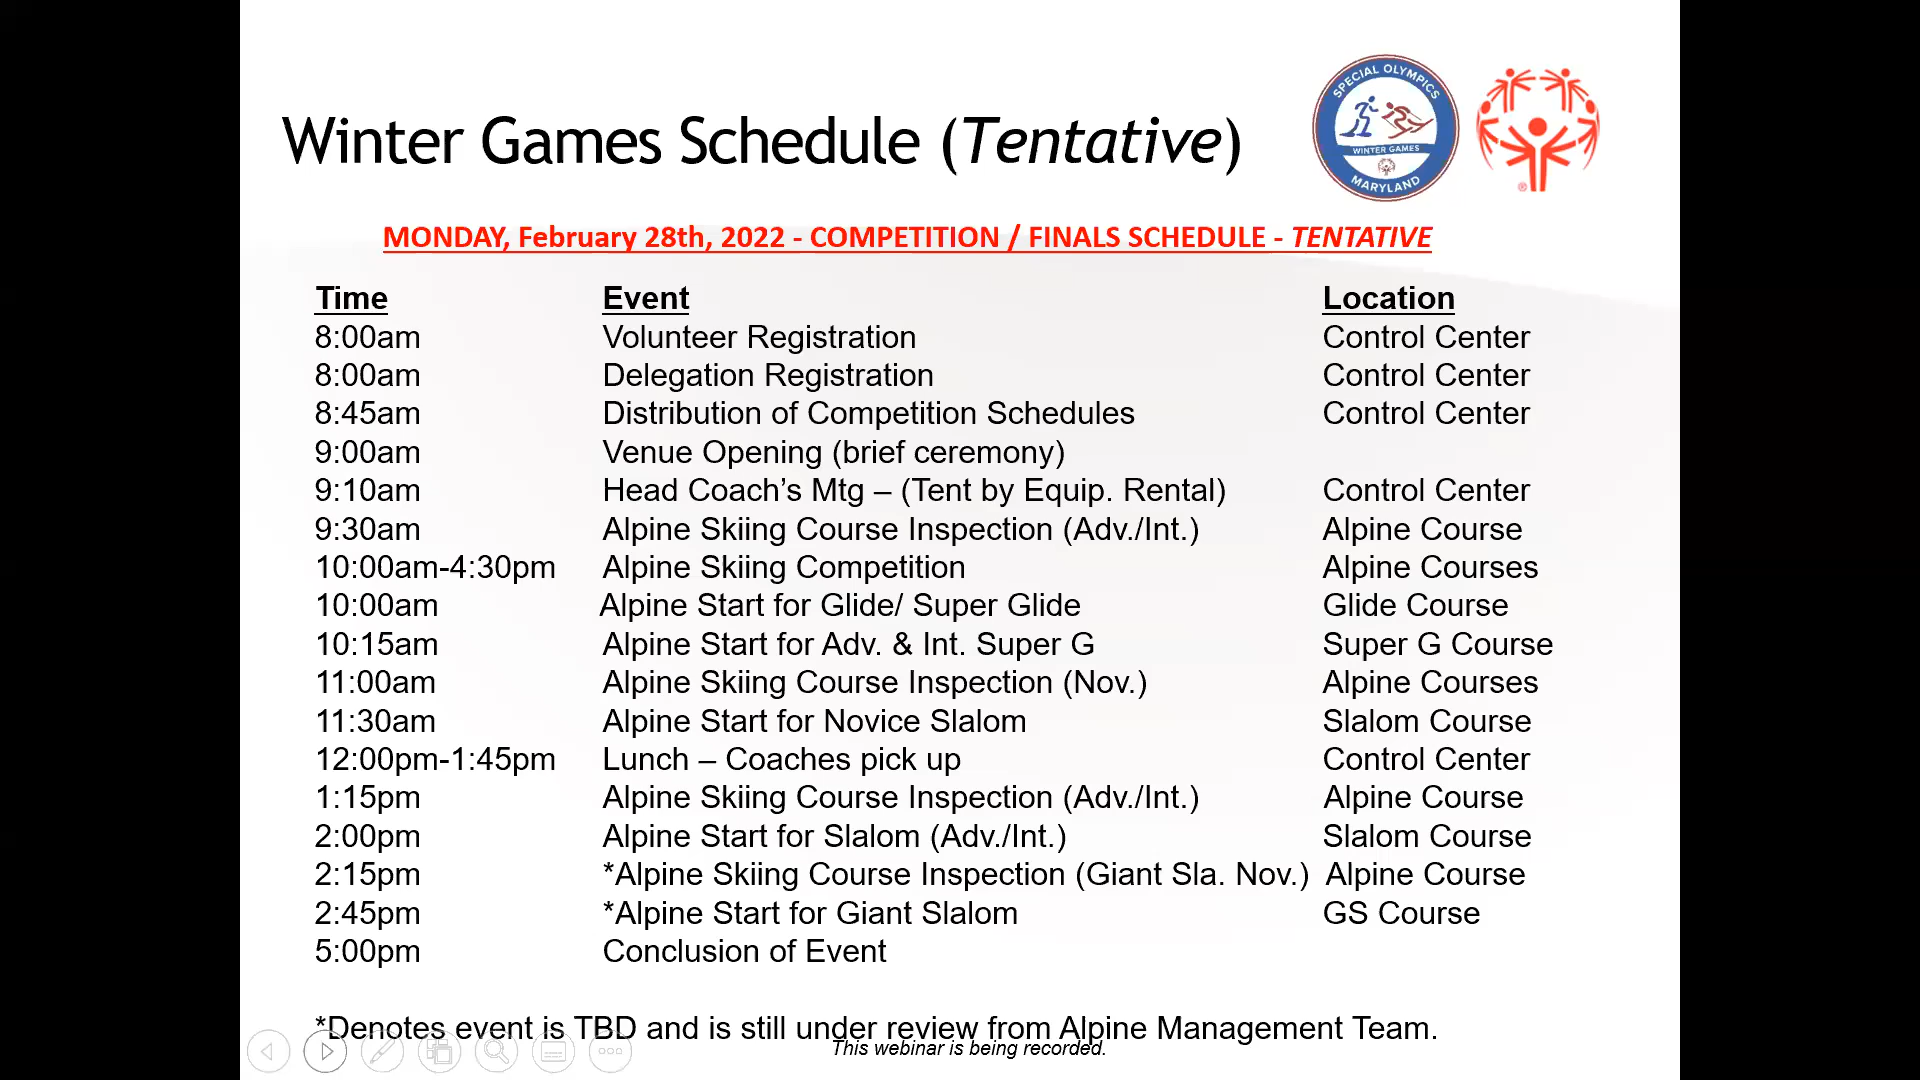 Winter Games Schedule (Tentative)
SPECIAL OLYMPICS
WINTER GAMES
MARYLAND
®
MONDAY, February 28th, 2022 - COMPETITION / FINALS SCHEDULE - TENTATIVE
Time Event Location
8:00am Volunteer Registration Control Center
8:00am Delegation Registration Control Center
8:45am Distribution of Competition Schedules Control Center
9:00am Venue Opening (brief ceremony)
9:10am Head Coach’s Mtg – (Tent by Equip. Rental) Control Center
9:30am Alpine Skiing Course Inspection (Adv./Int.) Alpine Course
10:00am-4:30pm Alpine Skiing Competition Alpine Courses
10:00am Alpine Start for Glide/ Super Glide Glide Course
10:15am Alpine Start for Adv. & Int. Super G Super G Course
11:00am Alpine Skiing Course Inspection (Nov.) Alpine Courses
11:30am Alpine Start for Novice Slalom Slalom Course
12:00pm-1:45pm Lunch – Coaches pick up Control Center
1:15pm Alpine Skiing Course Inspection (Adv./Int.) Alpine Course
2:00pm Alpine Start for Slalom (Adv./Int.) Slalom Course
2:15pm *Alpine Skiing Course Inspection (Giant Sla. Nov.) Alpine Course
2:45pm *Alpine Start for Giant Slalom GS Course
5:00pm Conclusion of Event
*Denotes event is TBD and is still under review from Alpine Management Team.
This webinar is being recorded.